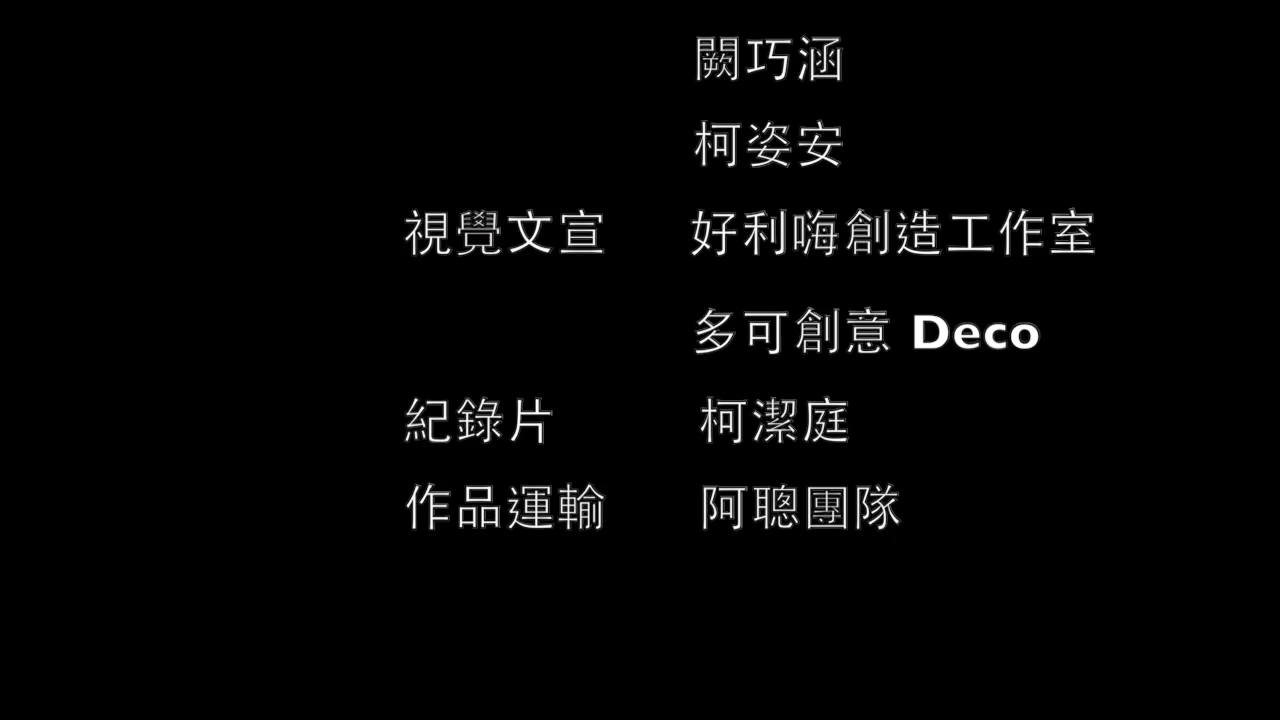 闕巧涵
柯姿安
視覺文宣 好利嗨創造工作室
多可創意 Deco
紀錄片 柯潔庭
作品運輸 阿聰團隊